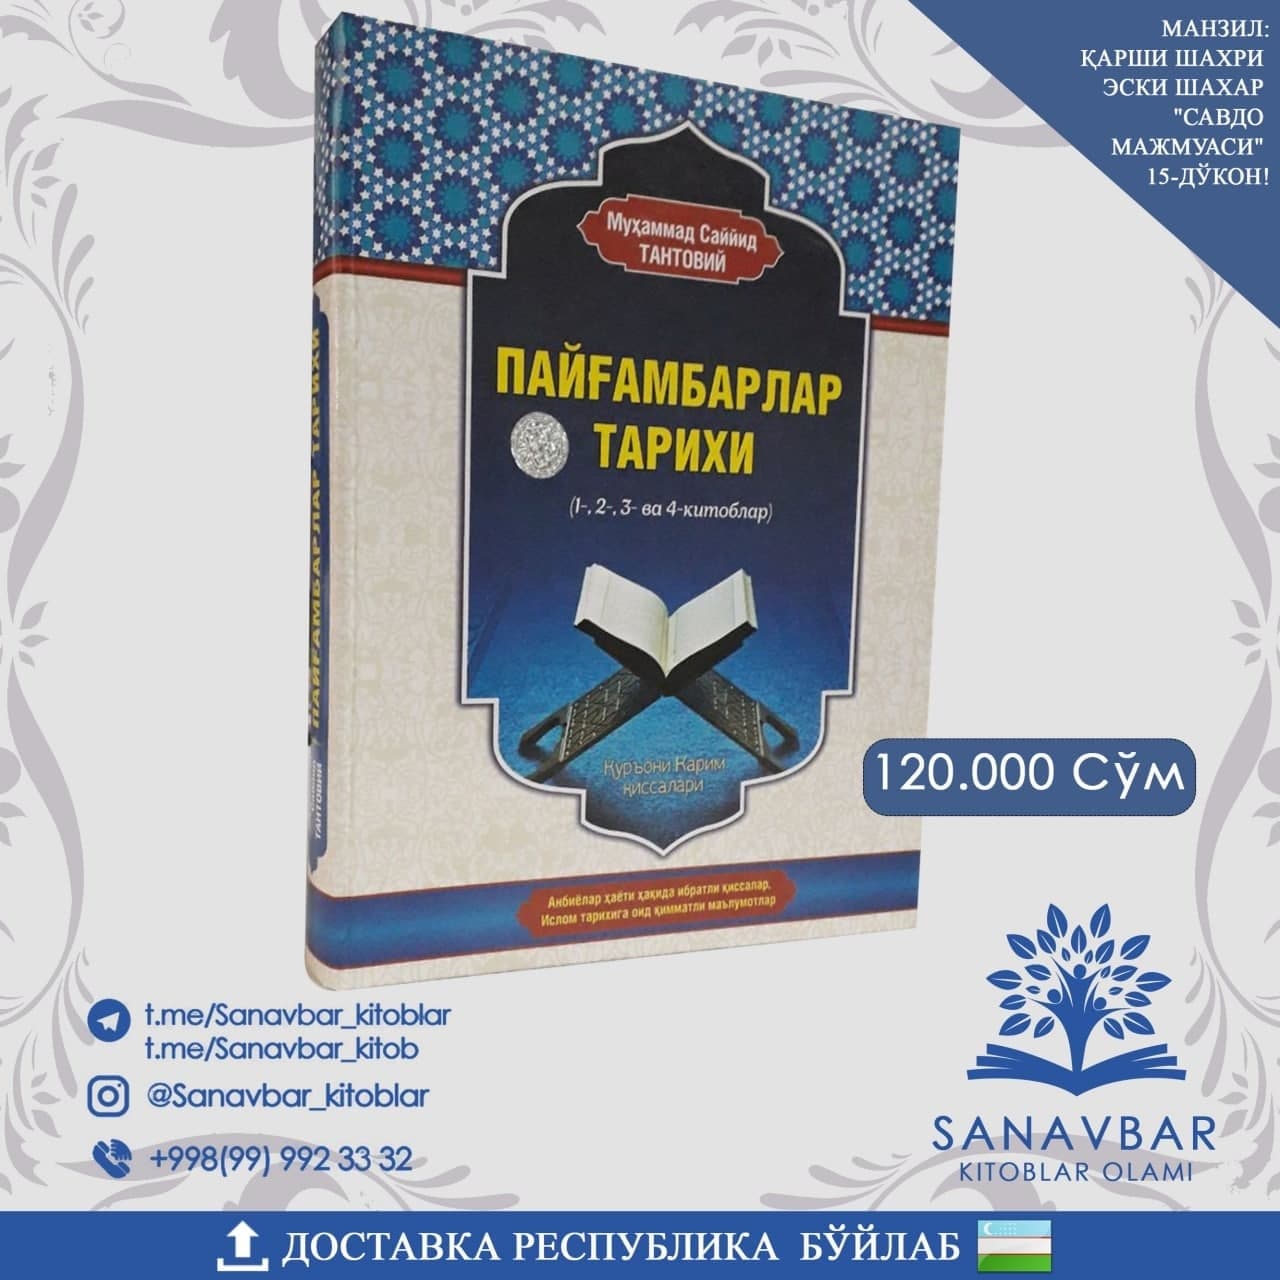 МАНЗИЛ:
ҚАРШИ ШАХРИ
ЭСКИ ШАХАР
"САВДО
МАЖМУАСИ"
15-ДЎКОН!
Муҳаммад Саййид
ТАНТОВИЙ
ПАЙҒАМБАРЛАР
ТАРИХИ
(1-, 2-, 3- ва 4-китоблар)
Қуръони Карим
қиссалари
Анбиёлар ҳаёти ҳақида ибратли қиссалар.
Ислом тарихига оид қимматли маълумотлар
ПАЙҒАМБАРЛАР ТАРИХИ
ТАНТОВИЙ
120.000 Сўм
t.me/Sanavbar_kitoblar
t.me/Sanavbar_kitob
@Sanavbar_kitoblar
+998(99) 992 33 32
SANAVBAR
KITOBLAR OLAMI
ДОСТАВКА РЕСПУБЛИКА БЎЙЛАБ